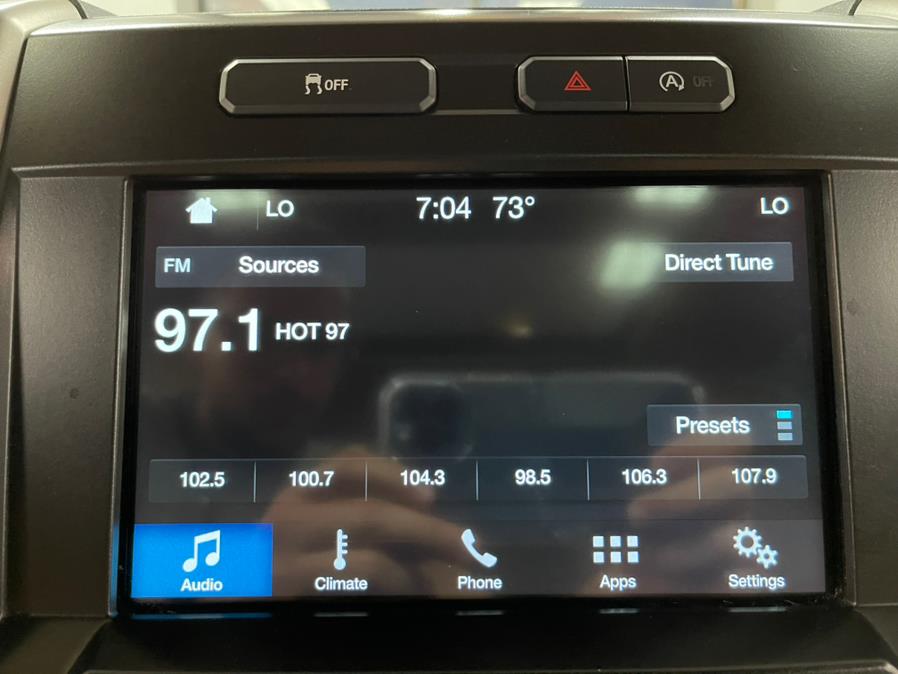 OFF A OFF
LO 7:04 73° LO
FM Sources Direct Tune
97.1 HOT 97
Presets
102.5 100.7 104.3 98.5 106.3 107.9
Audio Climate Phone Apps Settings